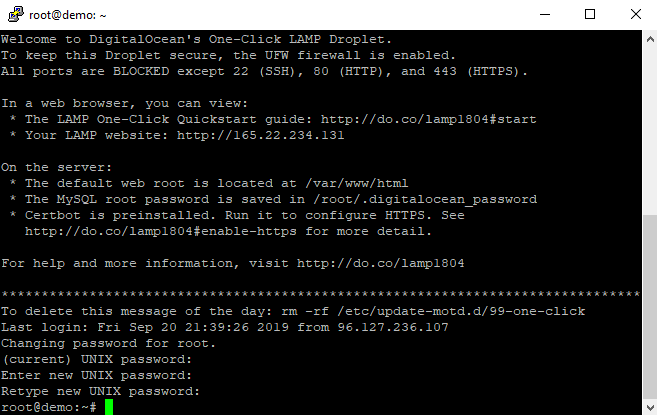 root@demo: ~
Welcome to DigitalOcean's One-Click LAMP Droplet.
To keep this Droplet secure, the UFW firewall is enabled.
All ports are BLOCKED except 22 (SSH), 80 (HTTP), and 443 (HTTPS).
In a web browser, you can view:
* The LAMP One-Click Quickstart guide: http://do.co/lamp1804#start
* Your LAMP website: http://165.22.234.131
On the server:
* The default web root is located at /var/www/html
* The MySQL root password is saved in /root/.digitalocean_password
* Certbot is preinstalled. Run it to configure HTTPS. See
http://do.co/lamp1804#enable-https for more detail.
For help and more information, visit http://do.co/lamp1804
********************************************************************************
To delete this message of the day: rm -rf /etc/update-motd.d/99-one-click
Last login: Fri Sep 20 21:39:26 2019 from 96.127.236.107
Changing password for root.
(current) UNIX password:
Enter new UNIX password:
Retype new UNIX password:
root@demo:~#